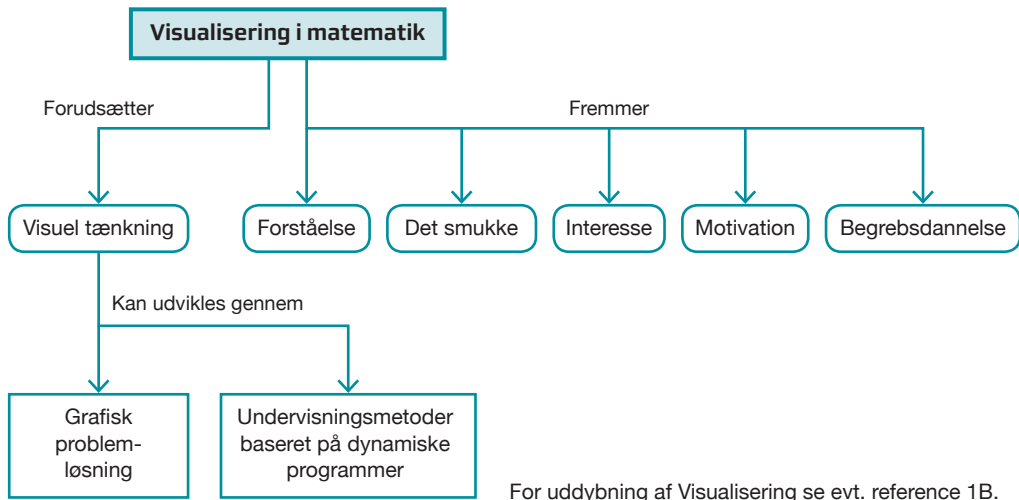 Visualisering i matematik
Forudsætter
Fremmer
Visuel tænkning
Forståelse
Det smukke
Interesse
Motivation
Begrebsdannelse
Kan udvikles gennem
Grafisk
problem-
løsning
Undervisningsmetoder
baseret på dynamiske
programmer
For uddybning af Visualisering se evt. reference 1B.